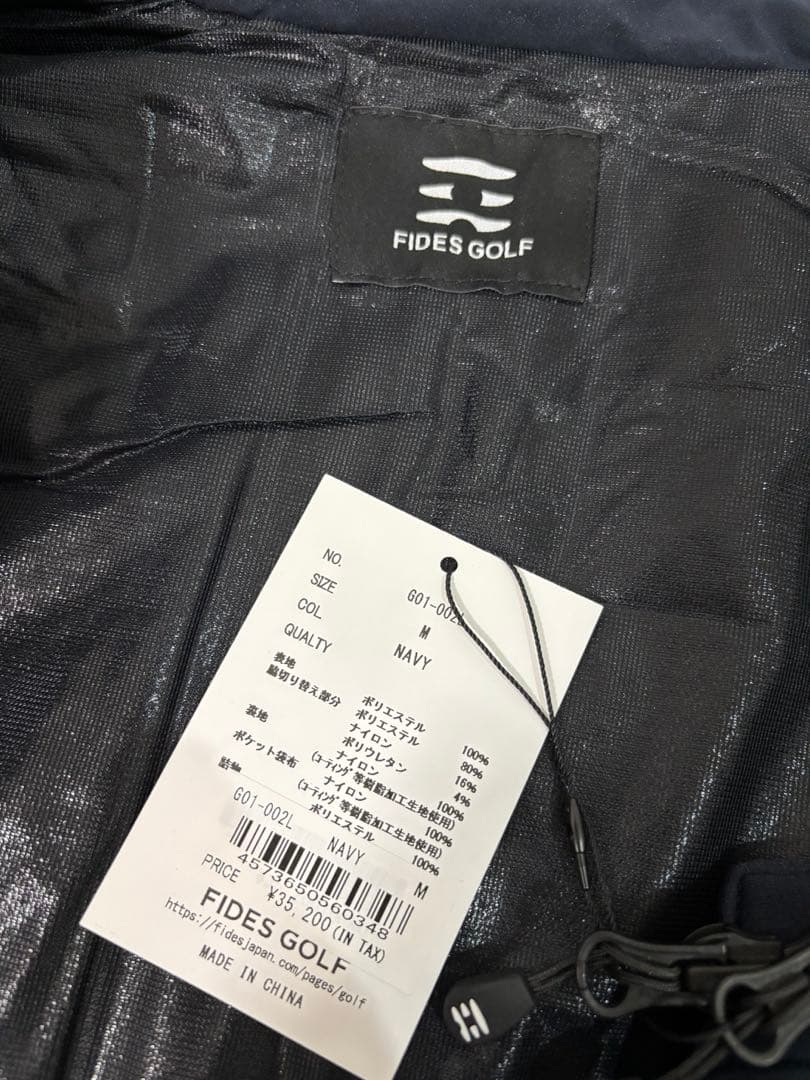 FIDES GOLF
NO. G01-002L
SIZE M
COL NAVY
QUALTY
表地 ポリエステル 100%
脇切り替え部分 ポリエステル 80%
ナイロン 16%
ポリウレタン 4%
裏地 ナイロン 100%
(コーティング等樹脂加工生地使用)
ポケット袋布 ナイロン 100%
(コーティング等樹脂加工生地使用)
詰物 ポリエステル 100%
G01-002L NAVY M
4573650560348
PRICE ¥35,200(IN TAX)
FIDES GOLF
https://fidesjapan.com/pages/golf
MADE IN CHINA